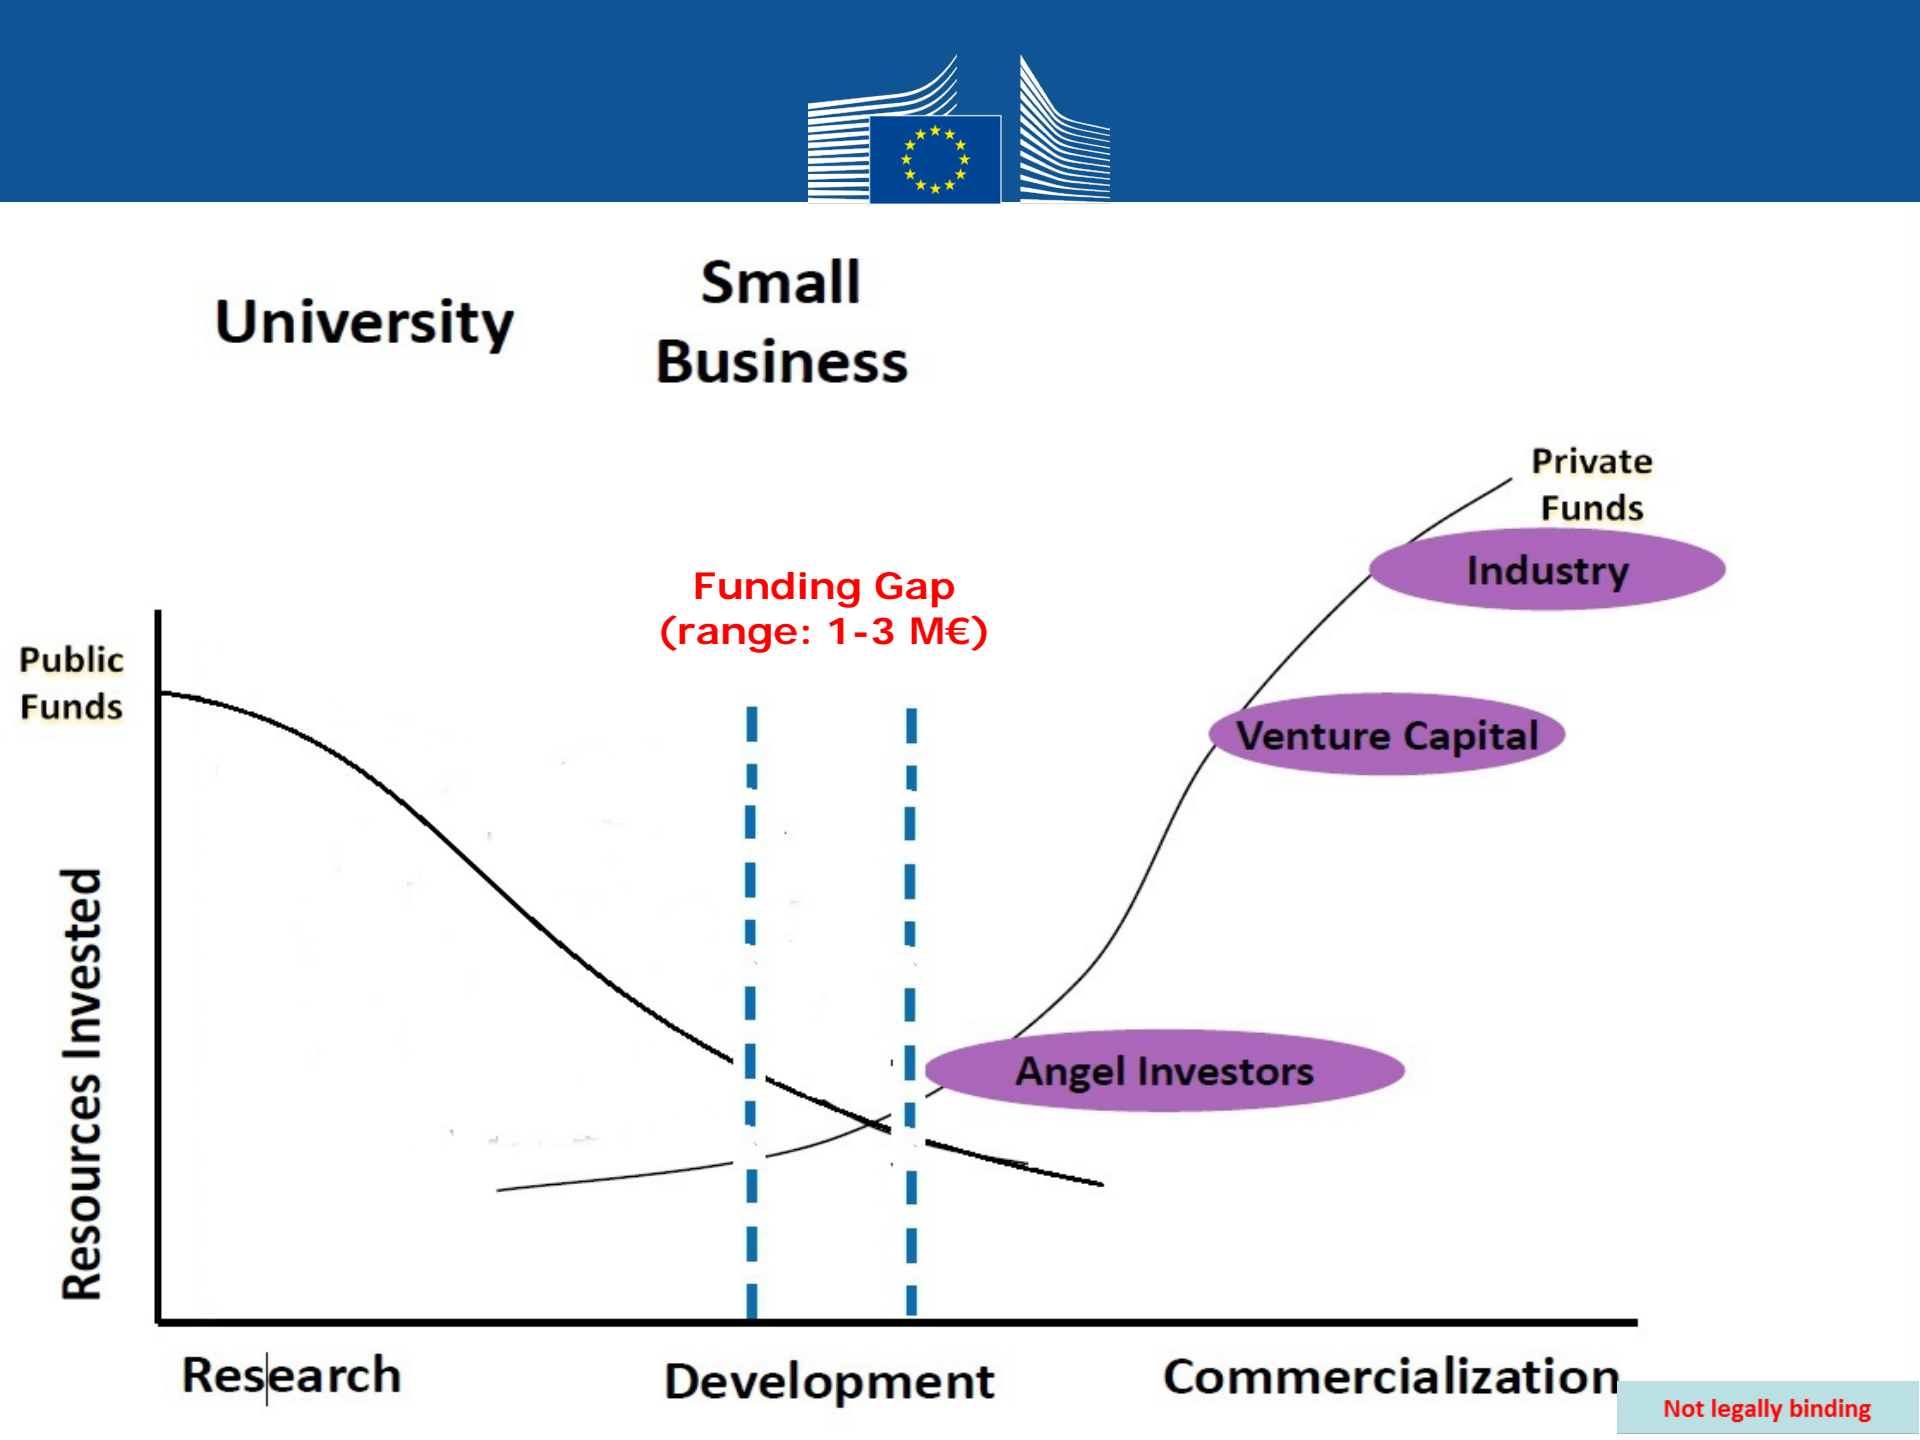 University
Small
Business
Private
Funds
Industry
Funding Gap
(range: 1-3 M€)
Public
Funds
Venture Capital
Resources Invested
Angel Investors
Research
Development
Commercialization
Not legally binding